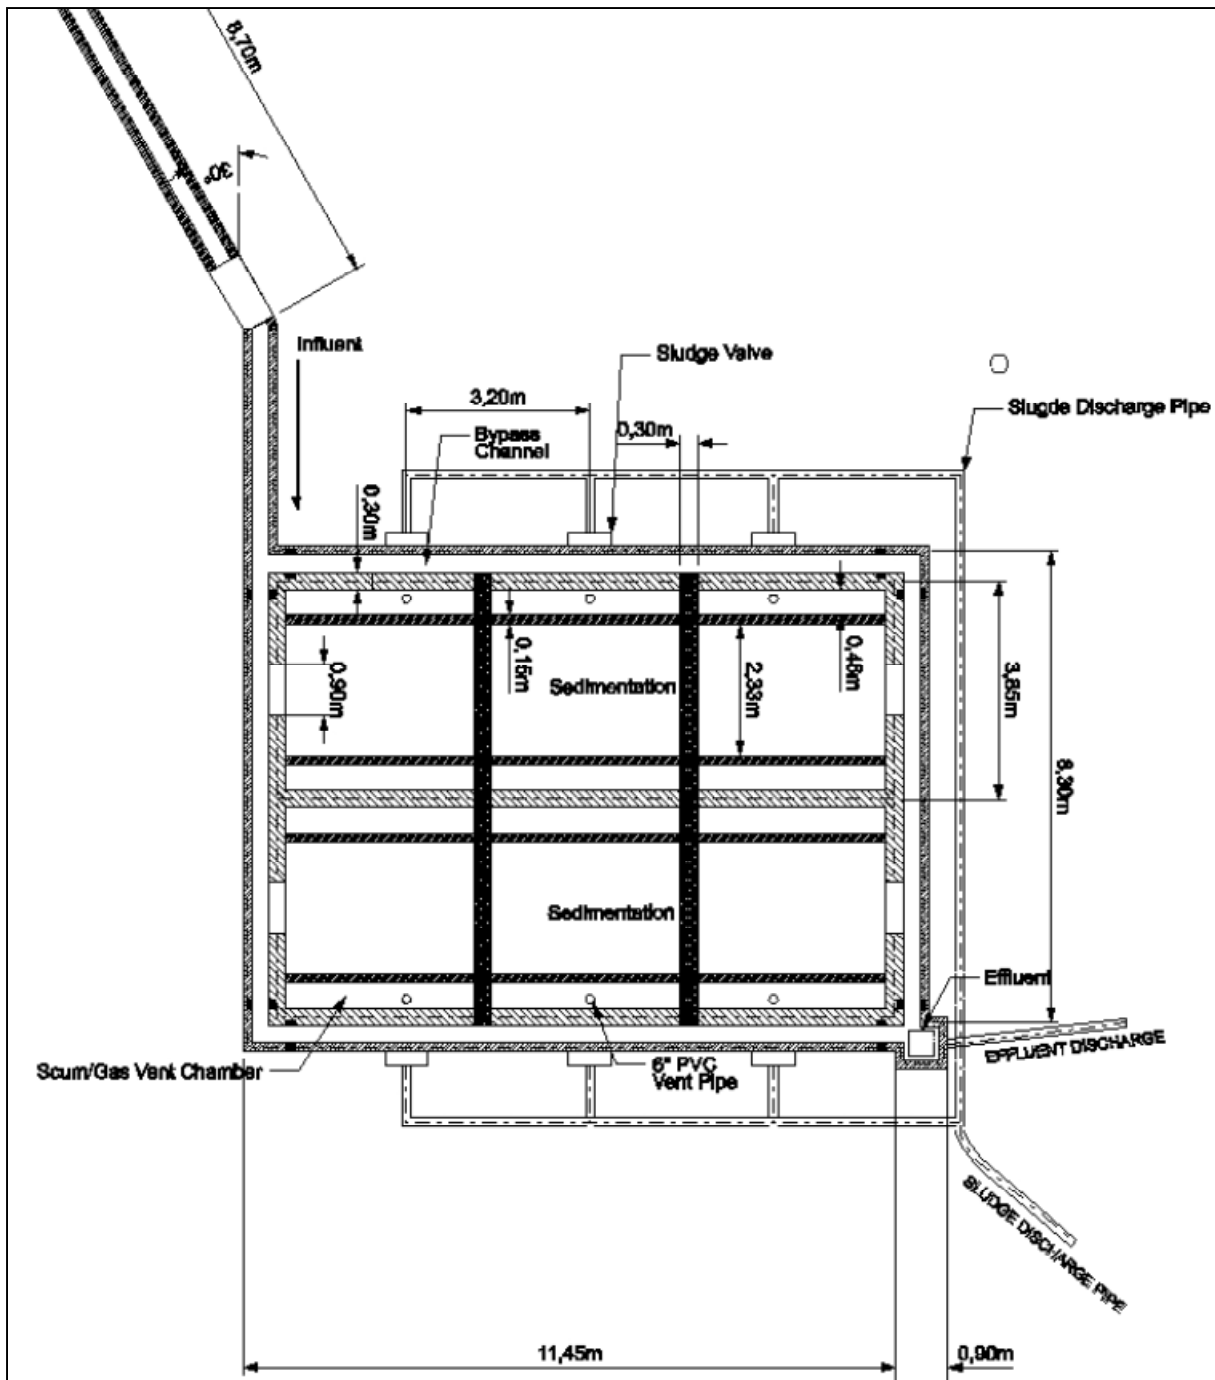 8,70m
30°
Influent
Sludge Valve
3,20m
Slugde Discharge Pipe
Bypass
Channel
0,30m
0,30m
0,90m
0,15m
Sedimentation
2,33m
0,48m
3,85m
8,30m
Sedimentation
Effluent
EFFLUENT DISCHARGE
Scum/Gas Vent Chamber
6" PVC
Vent Pipe
SLUDGE DISCHARGE PIPE
11,45m
0,90m